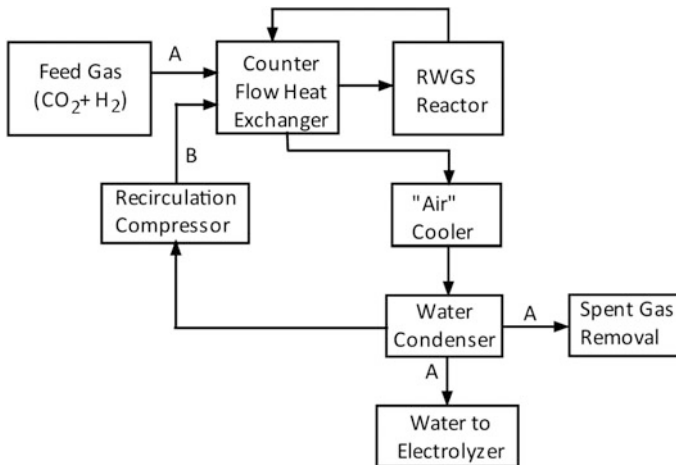 A
Feed Gas
(CO2+ H2)
Counter
Flow Heat
Exchanger
RWGS
Reactor
B
Recirculation
Compressor
"Air"
Cooler
Water
Condenser
A
Spent Gas
Removal
A
Water to
Electrolyzer